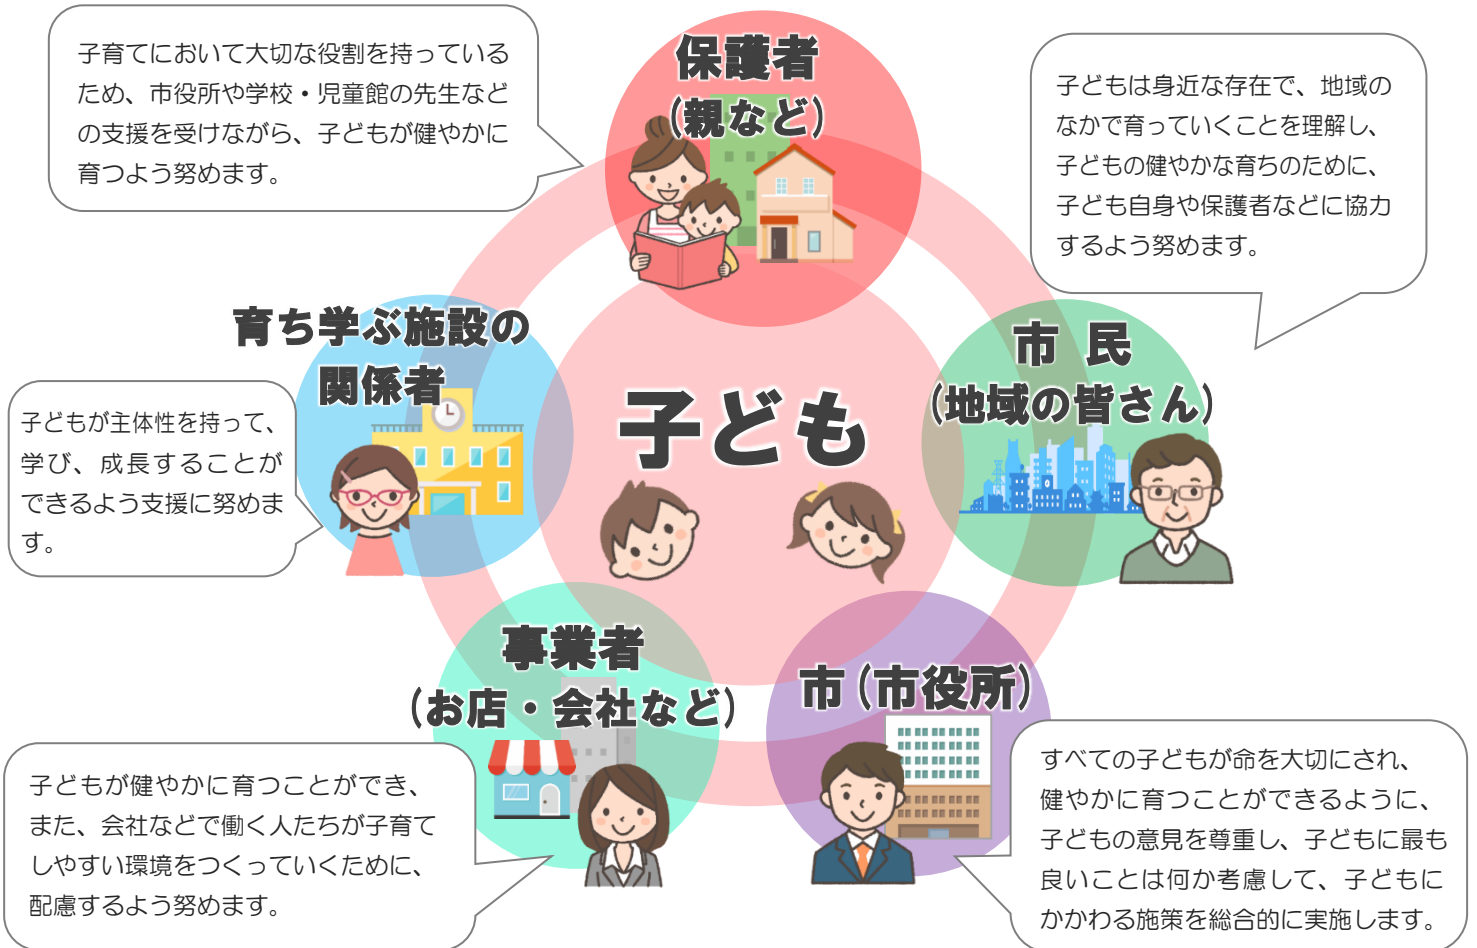 子育てにおいて大切な役割を持っている
ため、市役所や学校・児童館の先生など
の支援を受けながら、子どもが健やかに
育つよう努めます。
保護者
(親など)
子どもは身近な存在で、地域の
なかで育っていくことを理解し、
子どもの健やかな育ちのために、
子ども自身や保護者などに協力
するよう努めます。
育ち学ぶ施設の
関係者
子どもが主体性を持って、
学び、成長することが
できるよう支援に努めま
す。
子ども
市 民
(地域の皆さん)
事業者
(お店・会社など)
子どもが健やかに育つことができ、
また、会社などで働く人たちが子育て
しやすい環境をつくっていくために、
配慮するよう努めます。
市(市役所)
すべての子どもが命を大切にされ、
健やかに育つことができるように、
子どもの意見を尊重し、子どもに最も
良いことは何か考慮して、子どもに
かかわる施策を総合的に実施します。